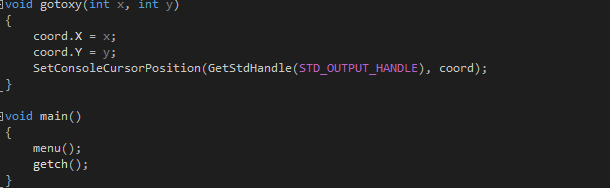 void gotoxy(int x, int y)
{
coord.X = x;
coord.Y = y;
SetConsoleCursorPosition(GetStdHandle(STD_OUTPUT_HANDLE), coord);
}
void main()
{
menu();
getch();
}